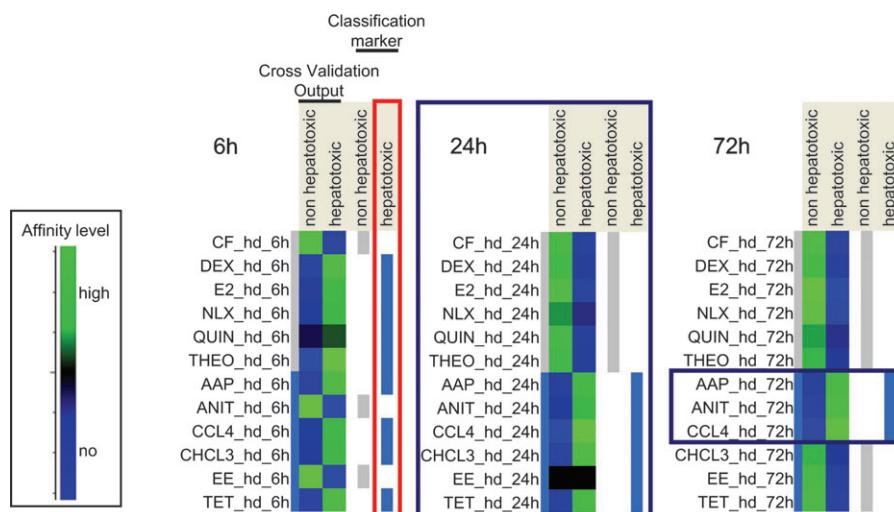 Classification
marker
Cross Validation
Output
6h
non hepatotoxic
hepatotoxic
non hepatotoxic
hepatotoxic
24h
non hepatotoxic
hepatotoxic
non hepatotoxic
hepatotoxic
72h
non hepatotoxic
hepatotoxic
non hepatotoxic
hepatotoxic
Affinity level
high
no
CF_hd_6h
DEX_hd_6h
E2_hd_6h
NLX_hd_6h
QUIN_hd_6h
THEO_hd_6h
AAP_hd_6h
ANIT_hd_6h
CCL4_hd_6h
CHCL3_hd_6h
EE_hd_6h
TET_hd_6h
CF_hd_24h
DEX_hd_24h
E2_hd_24h
NLX_hd_24h
QUIN_hd_24h
THEO_hd_24h
AAP_hd_24h
ANIT_hd_24h
CCL4_hd_24h
CHCL3_hd_24h
EE_hd_24h
TET_hd_24h
CF_hd_72h
DEX_hd_72h
E2_hd_72h
NLX_hd_72h
QUIN_hd_72h
THEO_hd_72h
AAP_hd_72h
ANIT_hd_72h
CCL4_hd_72h
CHCL3_hd_72h
EE_hd_72h
TET_hd_72h